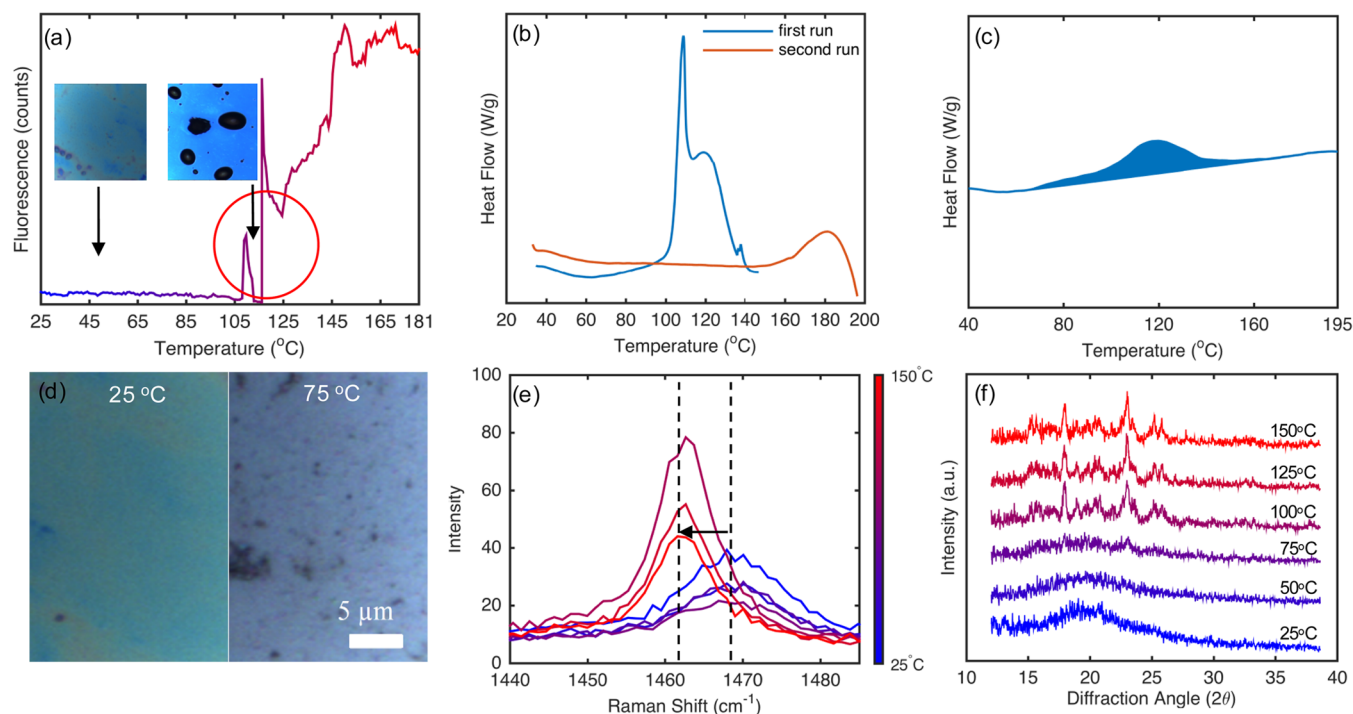 (a)
Fluorescence (counts)
25 45 65 85 105 125 145 165 181
Temperature (°C)
(b)
first run
second run
Heat Flow (W/g)
20 40 60 80 100 120 140 160 180 200
Temperature (°C)
(c)
Heat Flow (W/g)
40 80 120 160 195
Temperature (°C)
(d)
25 °C
75 °C
5 µm
(e)
100
80
60
40
20
0
Intensity
1440 1450 1460 1470 1480
Raman Shift (cm⁻¹)
150°C
25°C
(f)
150°C
125°C
100°C
75°C
50°C
25°C
Intensity (a.u.)
10 15 20 25 30 35 40
Diffraction Angle (2θ)